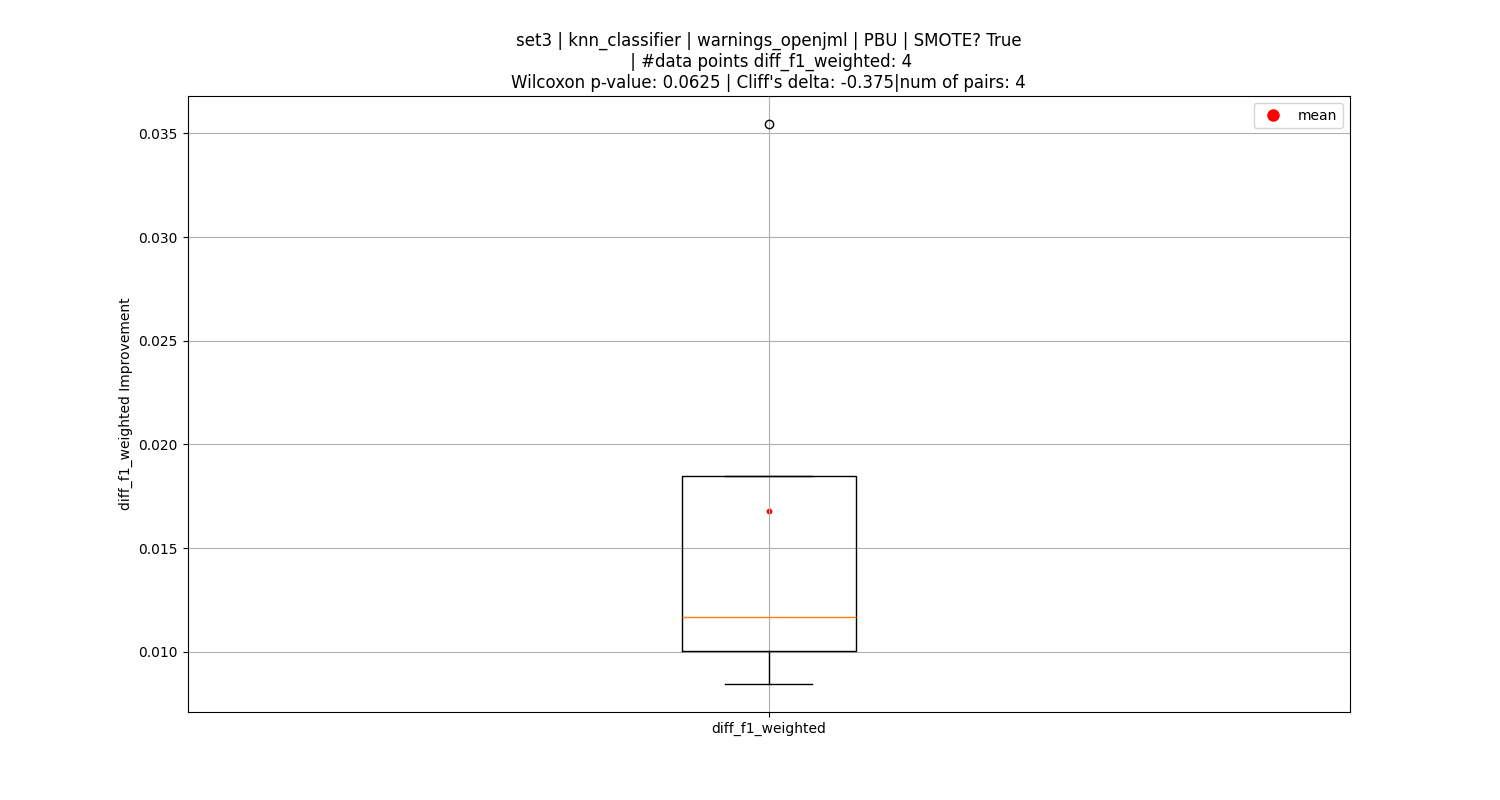 set3 | knn_classifier | warnings_openjml | PBU | SMOTE? True
| #data points diff_f1_weighted: 4
Wilcoxon p-value: 0.0625 | Cliff's delta: -0.375|num of pairs: 4
mean
0.035
0.030
0.025
0.020
0.015
0.010
diff_f1_weighted Improvement
diff_f1_weighted